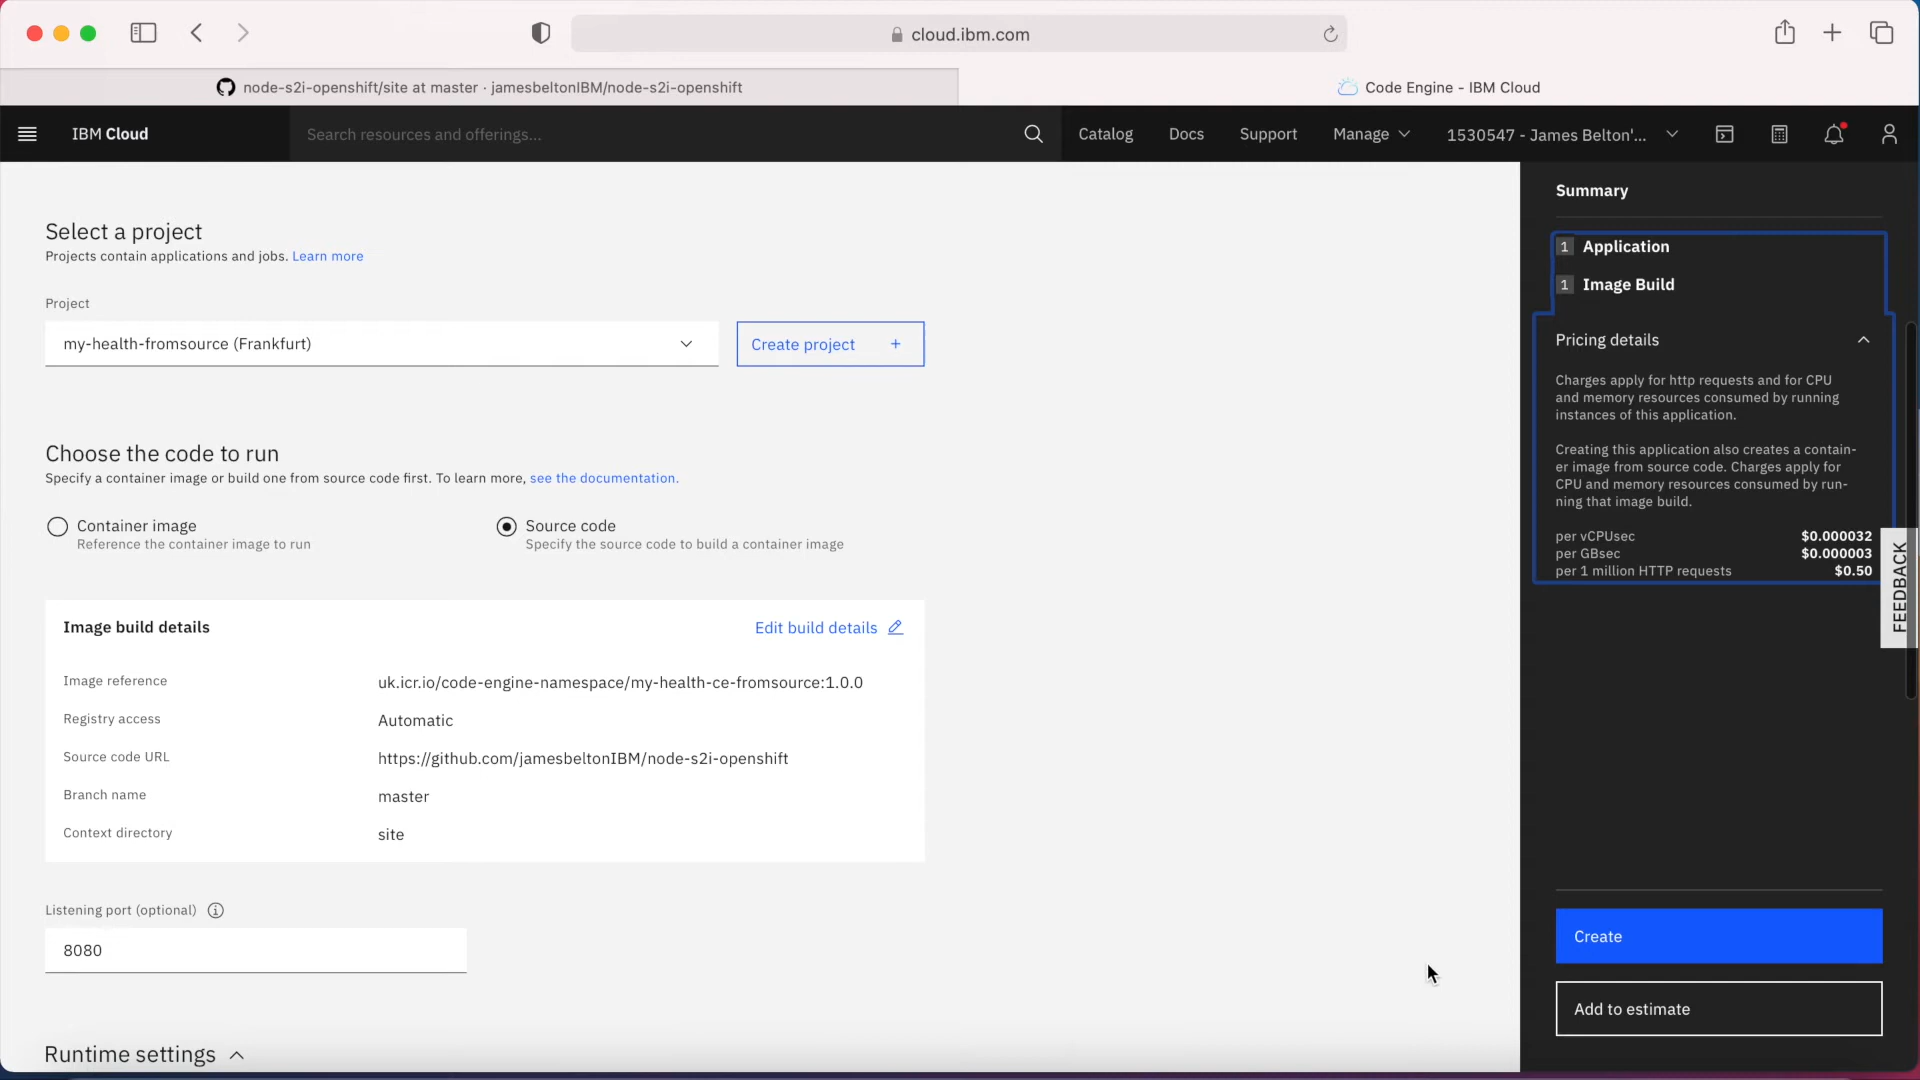 cloud.ibm.com
node-s2i-openshift/site at master · jamesbeltonIBM/node-s2i-openshift
Code Engine - IBM Cloud
IBM Cloud
Search resources and offerings...
Catalog
Docs
Support
Manage
1530547 - James Belton'...
Select a project
Projects contain applications and jobs. Learn more
Project
my-health-fromsource (Frankfurt)
Create project +
Choose the code to run
Specify a container image or build one from source code first. To learn more, see the documentation.
Container image
Reference the container image to run
Source code
Specify the source code to build a container image
Image build details
Edit build details
Image reference
uk.icr.io/code-engine-namespace/my-health-ce-fromsource:1.0.0
Registry access
Automatic
Source code URL
https://github.com/jamesbeltonIBM/node-s2i-openshift
Branch name
master
Context directory
site
Listening port (optional)
8080
Runtime settings
Summary
1 Application
1 Image Build
Pricing details
Charges apply for http requests and for CPU
and memory resources consumed by running
instances of this application.
Creating this application also creates a contain-
er image from source code. Charges apply for
CPU and memory resources consumed by run-
ning that image build.
per vCPUsec $0.000032
per GBsec $0.000003
per 1 million HTTP requests $0.50
FEEDBACK
Create
Add to estimate